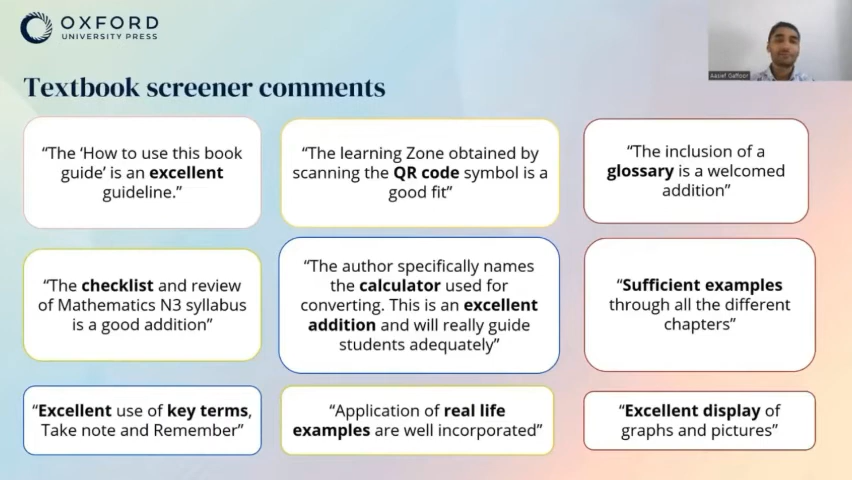 OXFORD
UNIVERSITY PRESS
Aasief Gaffoor
Textbook screener comments
“The ‘How to use this book
guide’ is an excellent
guideline.”
“The learning Zone obtained by
scanning the QR code symbol is a
good fit”
“The inclusion of a
glossary is a welcomed
addition”
“The checklist and review
of Mathematics N3 syllabus
is a good addition”
“The author specifically names
the calculator used for
converting. This is an excellent
addition and will really guide
students adequately”
“Sufficient examples
through all the different
chapters”
“Excellent use of key terms,
Take note and Remember”
“Application of real life
examples are well incorporated”
“Excellent display of
graphs and pictures”